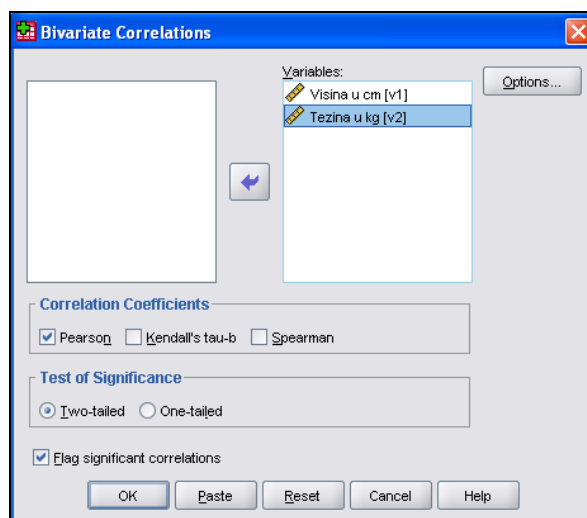 Bivariate Correlations
Variables:
Visina u cm [v1]
Tezina u kg [v2]
Options...
Correlation Coefficients
Pearson Kendall's tau-b Spearman
Test of Significance
Two-tailed One-tailed
Flag significant correlations
OK Paste Reset Cancel Help